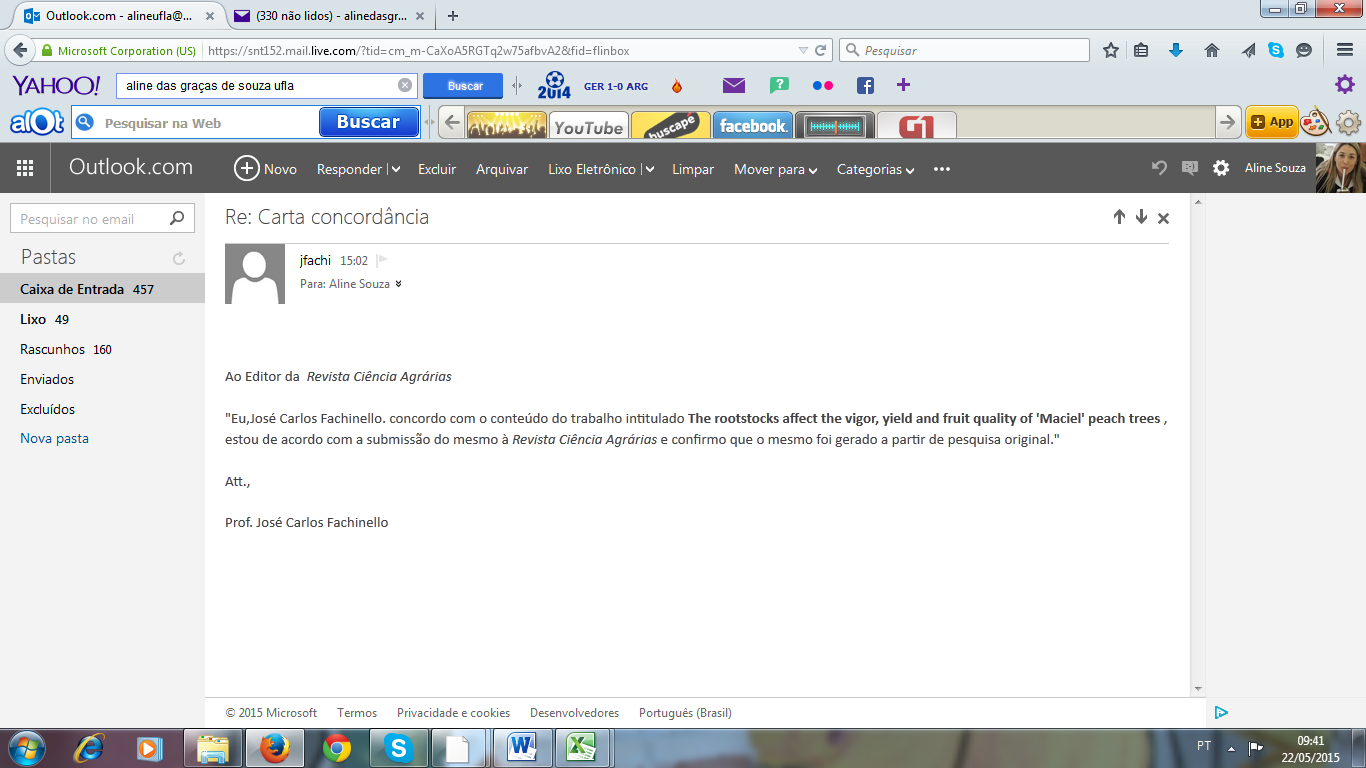 Outlook.com - alineufla@...
(330 não lidos) - alinedasgr...
Microsoft Corporation (US)
https://snt152.mail.live.com/?tid=cm_m-CaXoA5RGTq2w75afbvA2&fid=flinbox
Pesquisar
YAHOO!
aline das graças de souza ufla
Buscar
2014
GER 1-0 ARG
alot
Pesquisar na Web
Buscar
YouTube
buscape
facebook
G1
App
Outlook.com
Novo
Responder
Excluir
Arquivar
Lixo Eletrônico
Limpar
Mover para
Categorias
Aline Souza
Pesquisar no email
Pastas
Caixa de Entrada 457
Lixo 49
Rascunhos 160
Enviados
Excluídos
Nova pasta
Re: Carta concordância
jfachi 15:02
Para: Aline Souza
Ao Editor da Revista Ciência Agrárias
"Eu,José Carlos Fachinello. concordo com o conteúdo do trabalho intitulado The rootstocks affect the vigor, yield and fruit quality of 'Maciel' peach trees ,
estou de acordo com a submissão do mesmo à Revista Ciência Agrárias e confirmo que o mesmo foi gerado a partir de pesquisa original."
Att.,
Prof. José Carlos Fachinello
© 2015 Microsoft
Termos
Privacidade e cookies
Desenvolvedores
Português (Brasil)
PT
09:41
22/05/2015